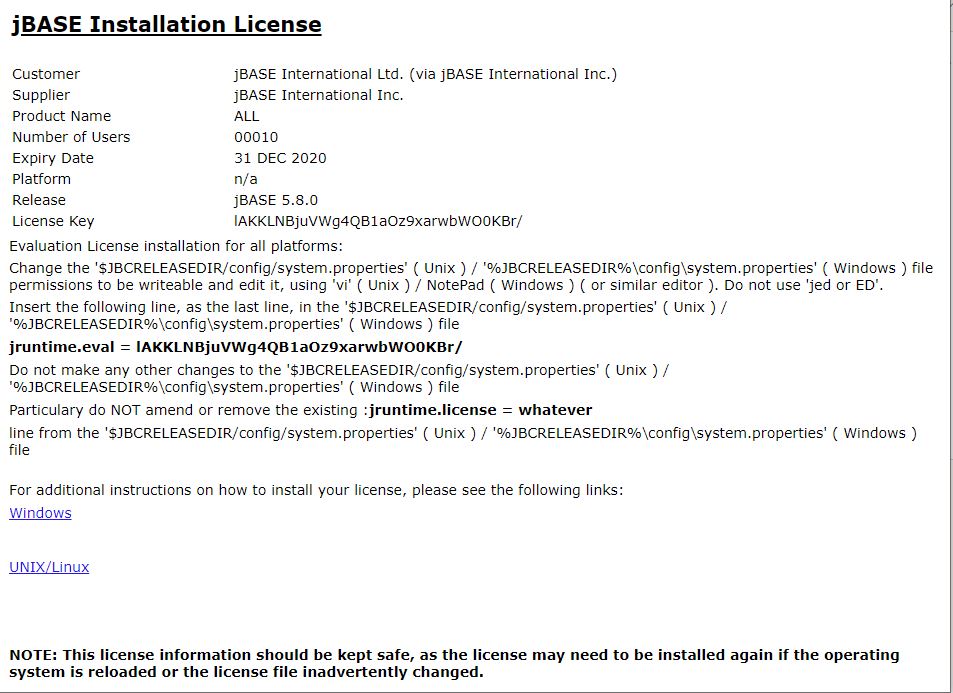 jBASE Installation License
Customer jBASE International Ltd. (via jBASE International Inc.)
Supplier jBASE International Inc.
Product Name ALL
Number of Users 00010
Expiry Date 31 DEC 2020
Platform n/a
Release jBASE 5.8.0
License Key lAKKLNBjuVWg4QB1aOz9xarwbWO0KBr/
Evaluation License installation for all platforms:
Change the '$JBCRELEASEDIR/config/system.properties' ( Unix ) / '%JBCRELEASEDIR%\config\system.properties' ( Windows ) file
permissions to be writeable and edit it, using 'vi' ( Unix ) / NotePad ( Windows ) ( or similar editor ). Do not use 'jed or ED'.
Insert the following line, as the last line, in the '$JBCRELEASEDIR/config/system.properties' ( Unix ) /
'%JBCRELEASEDIR%\config\system.properties' ( Windows ) file
jruntime.eval = lAKKLNBjuVWg4QB1aOz9xarwbWO0KBr/
Do not make any other changes to the '$JBCRELEASEDIR/config/system.properties' ( Unix ) /
'%JBCRELEASEDIR%\config\system.properties' ( Windows ) file
Particulary do NOT amend or remove the existing :jruntime.license = whatever
line from the '$JBCRELEASEDIR/config/system.properties' ( Unix ) / '%JBCRELEASEDIR%\config\system.properties' ( Windows )
file
For additional instructions on how to install your license, please see the following links:
Windows
UNIX/Linux
NOTE: This license information should be kept safe, as the license may need to be installed again if the operating
system is reloaded or the license file inadvertently changed.